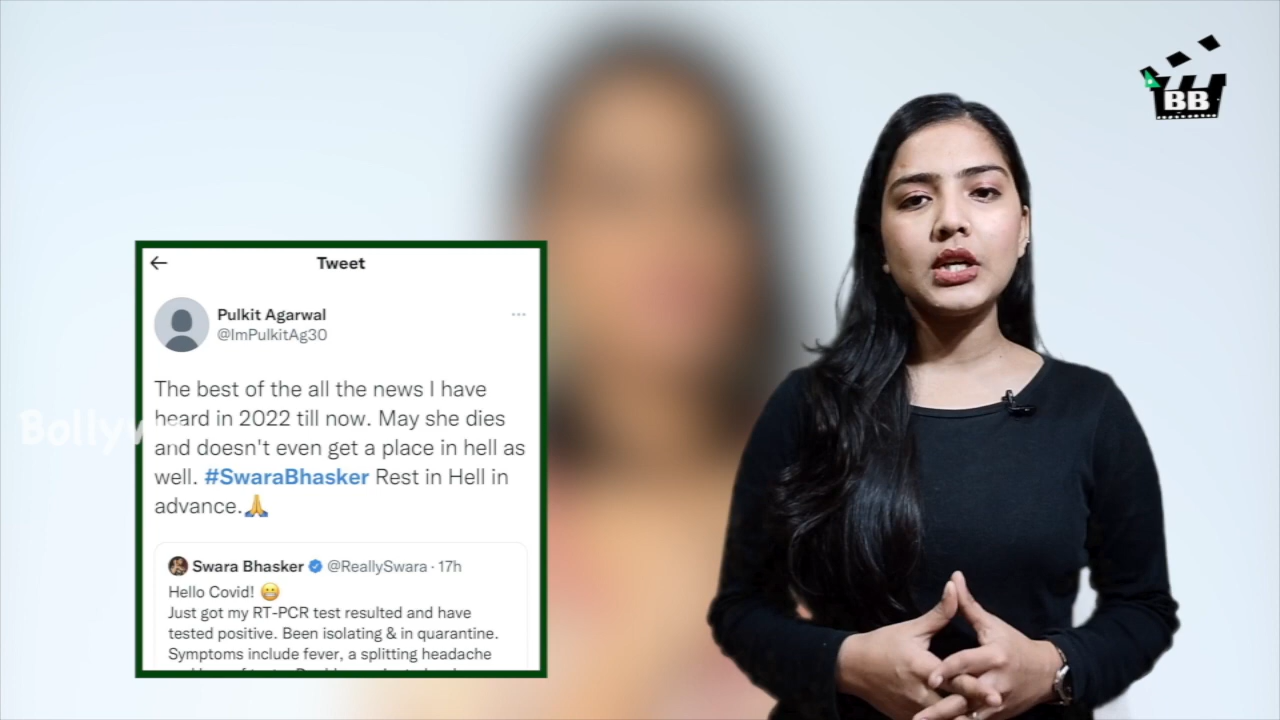 BB
Tweet
Pulkit Agarwal
@ImPulkitAg30
The best of the all the news I have
heard in 2022 till now. May she dies
and doesn't even get a place in hell as
well. #SwaraBhasker Rest in Hell in
advance.🙏
Swara Bhasker @ReallySwara · 17h
Hello Covid! 😁
Just got my RT-PCR test resulted and have
tested positive. Been isolating & in quarantine.
Symptoms include fever, a splitting headache